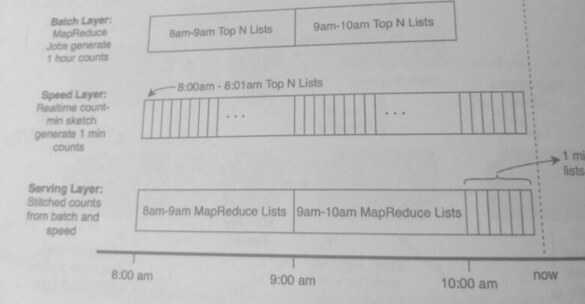 Batch Layer:
MapReduce
Jobs generate
1 hour counts
8am-9am Top N Lists
9am-10am Top N Lists
8:00am - 8:01am Top N Lists
Speed Layer:
Realtime count-
min sketch
generate 1 min
counts
...
...
1 mi
lists
Serving Layer:
Stitched counts
from batch and
speed
8am-9am MapReduce Lists
9am-10am MapReduce Lists
8:00 am
9:00 am
10:00 am
now